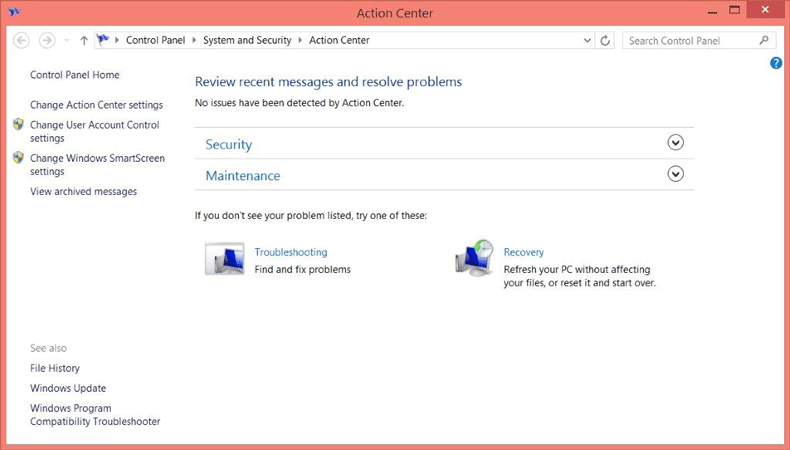 Action Center
Control Panel
System and Security
Action Center
Search Control Panel
Control Panel Home
Change Action Center settings
Change User Account Control
settings
Change Windows SmartScreen
settings
View archived messages
See also
File History
Windows Update
Windows Program
Compatibility Troubleshooter
?
Review recent messages and resolve problems
No issues have been detected by Action Center.
Security
Maintenance
If you don't see your problem listed, try one of these:
Troubleshooting
Find and fix problems
Recovery
Refresh your PC without affecting
your files, or reset it and start over.